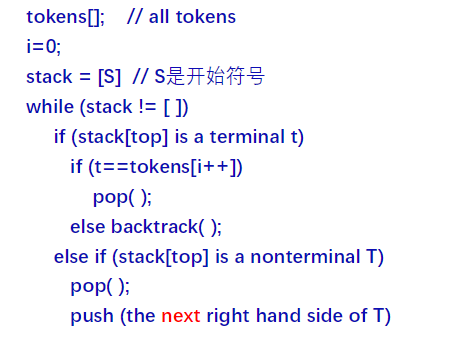 tokens[];    // all tokens
i=0;
stack = [S]  // S是开始符号
while (stack != [ ])
if (stack[top] is a terminal t)
if (t==tokens[i++])
pop( );
else backtrack( );
else if (stack[top] is a nonterminal T)
pop( );
push (the next right hand side of T)